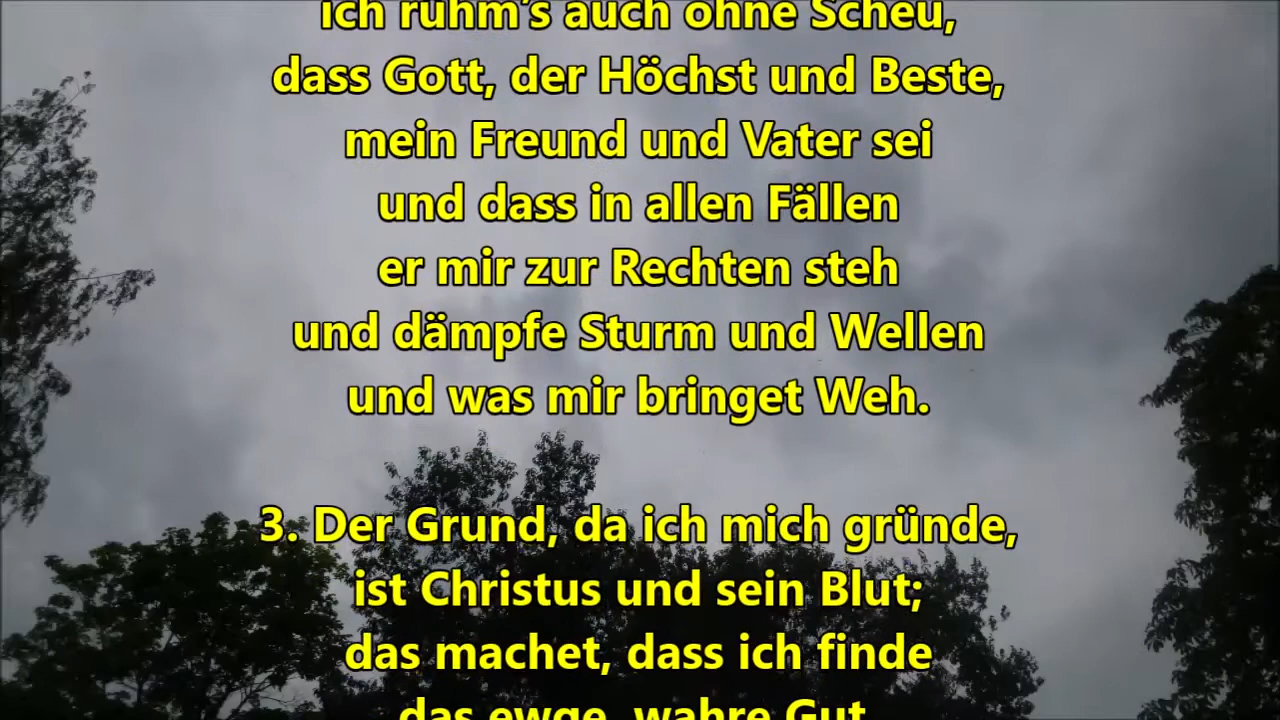 ich rühm's auch ohne Scheu,
dass Gott, der Höchst und Beste,
mein Freund und Vater sei
und dass in allen Fällen
er mir zur Rechten steh
und dämpfe Sturm und Wellen
und was mir bringet Weh.
3. Der Grund, da ich mich gründe,
ist Christus und sein Blut;
das machet, dass ich finde
das ewge, wahre Gut.